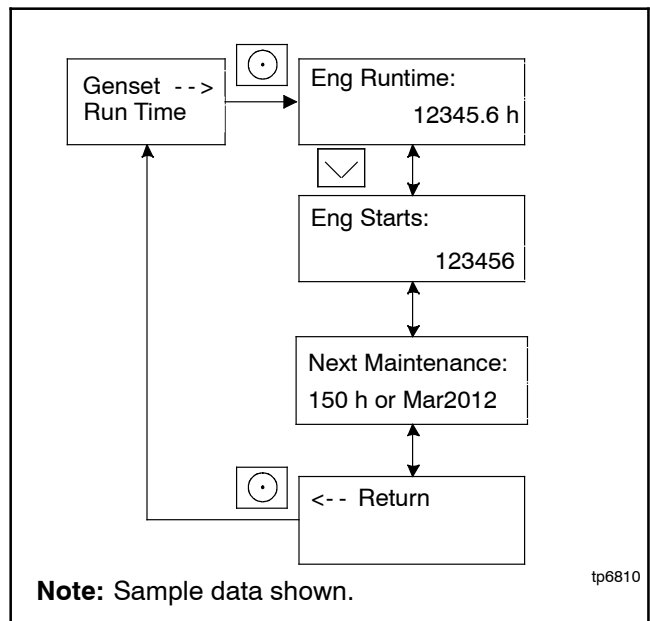 Genset -->
Run Time
Eng Runtime:
12345.6 h
Eng Starts:
123456
Next Maintenance:
150 h or Mar2012
<-- Return
Note: Sample data shown.
tp6810